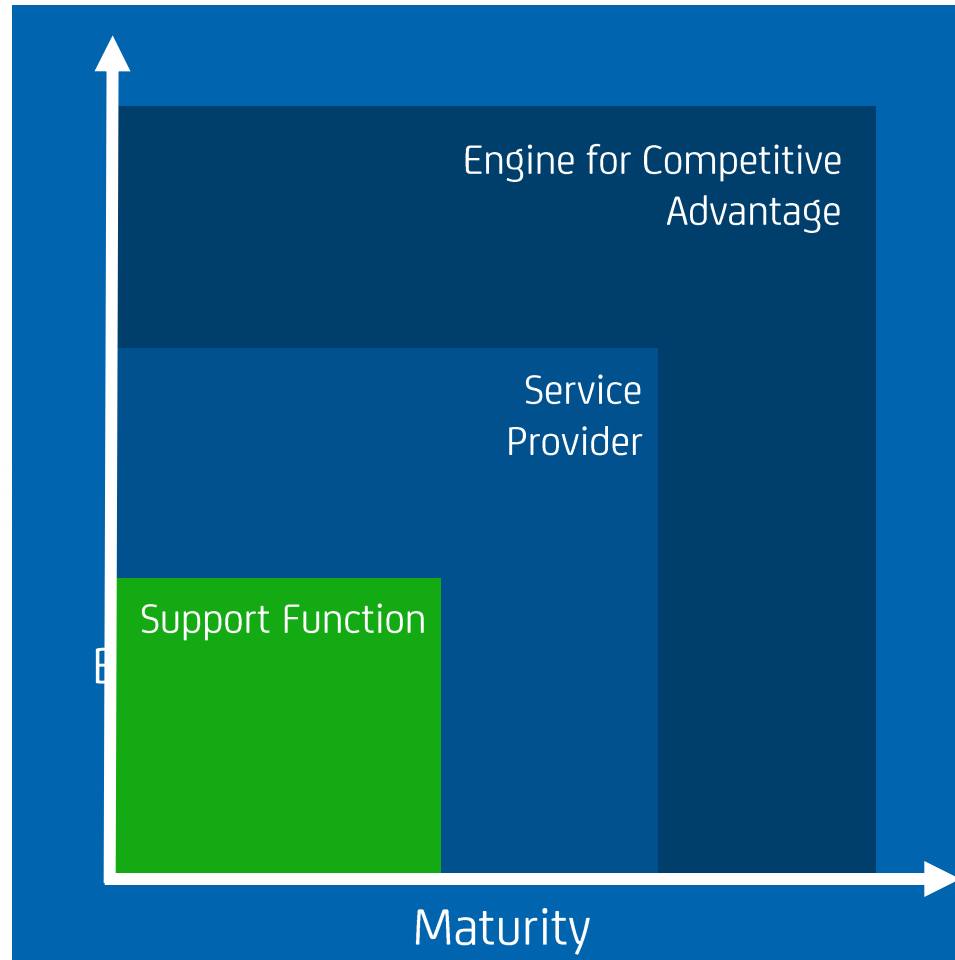 Engine for Competitive
Advantage
Service
Provider
Support Function
Maturity